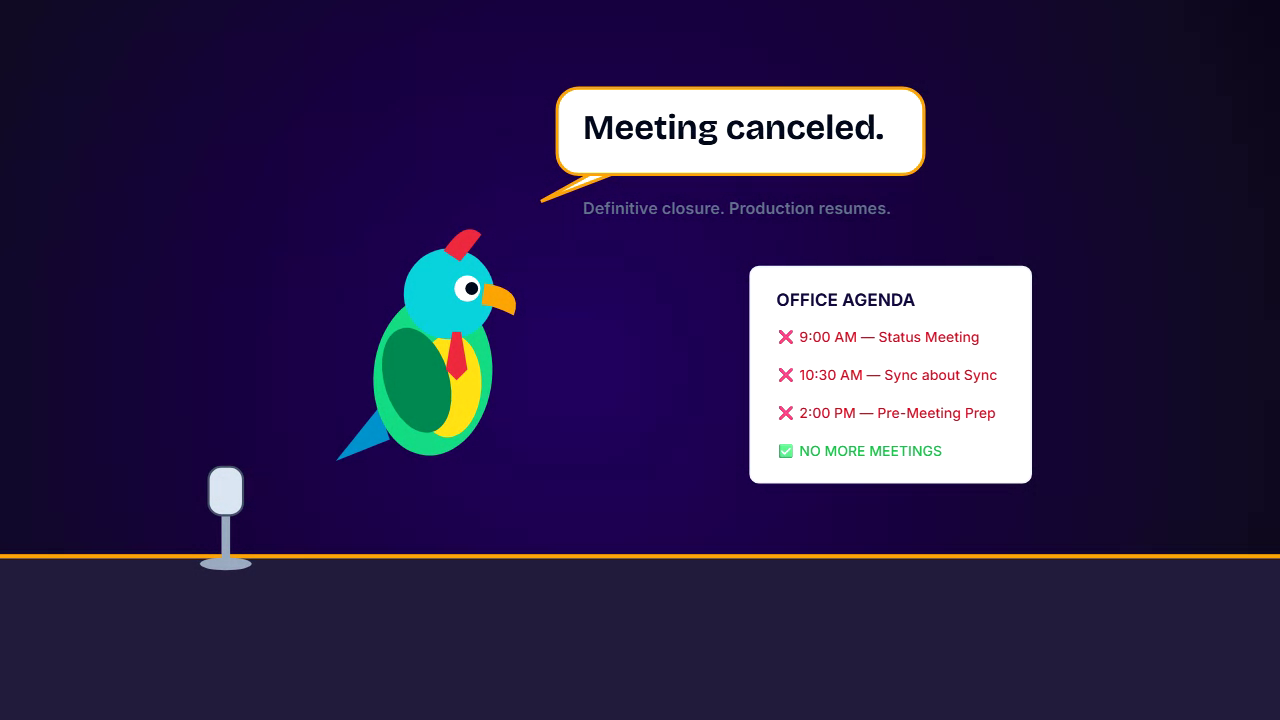 Meeting canceled.
Definitive closure. Production resumes.
OFFICE AGENDA
❌ 9:00 AM — Status Meeting
❌ 10:30 AM — Sync about Sync
❌ 2:00 PM — Pre-Meeting Prep
✅ NO MORE MEETINGS